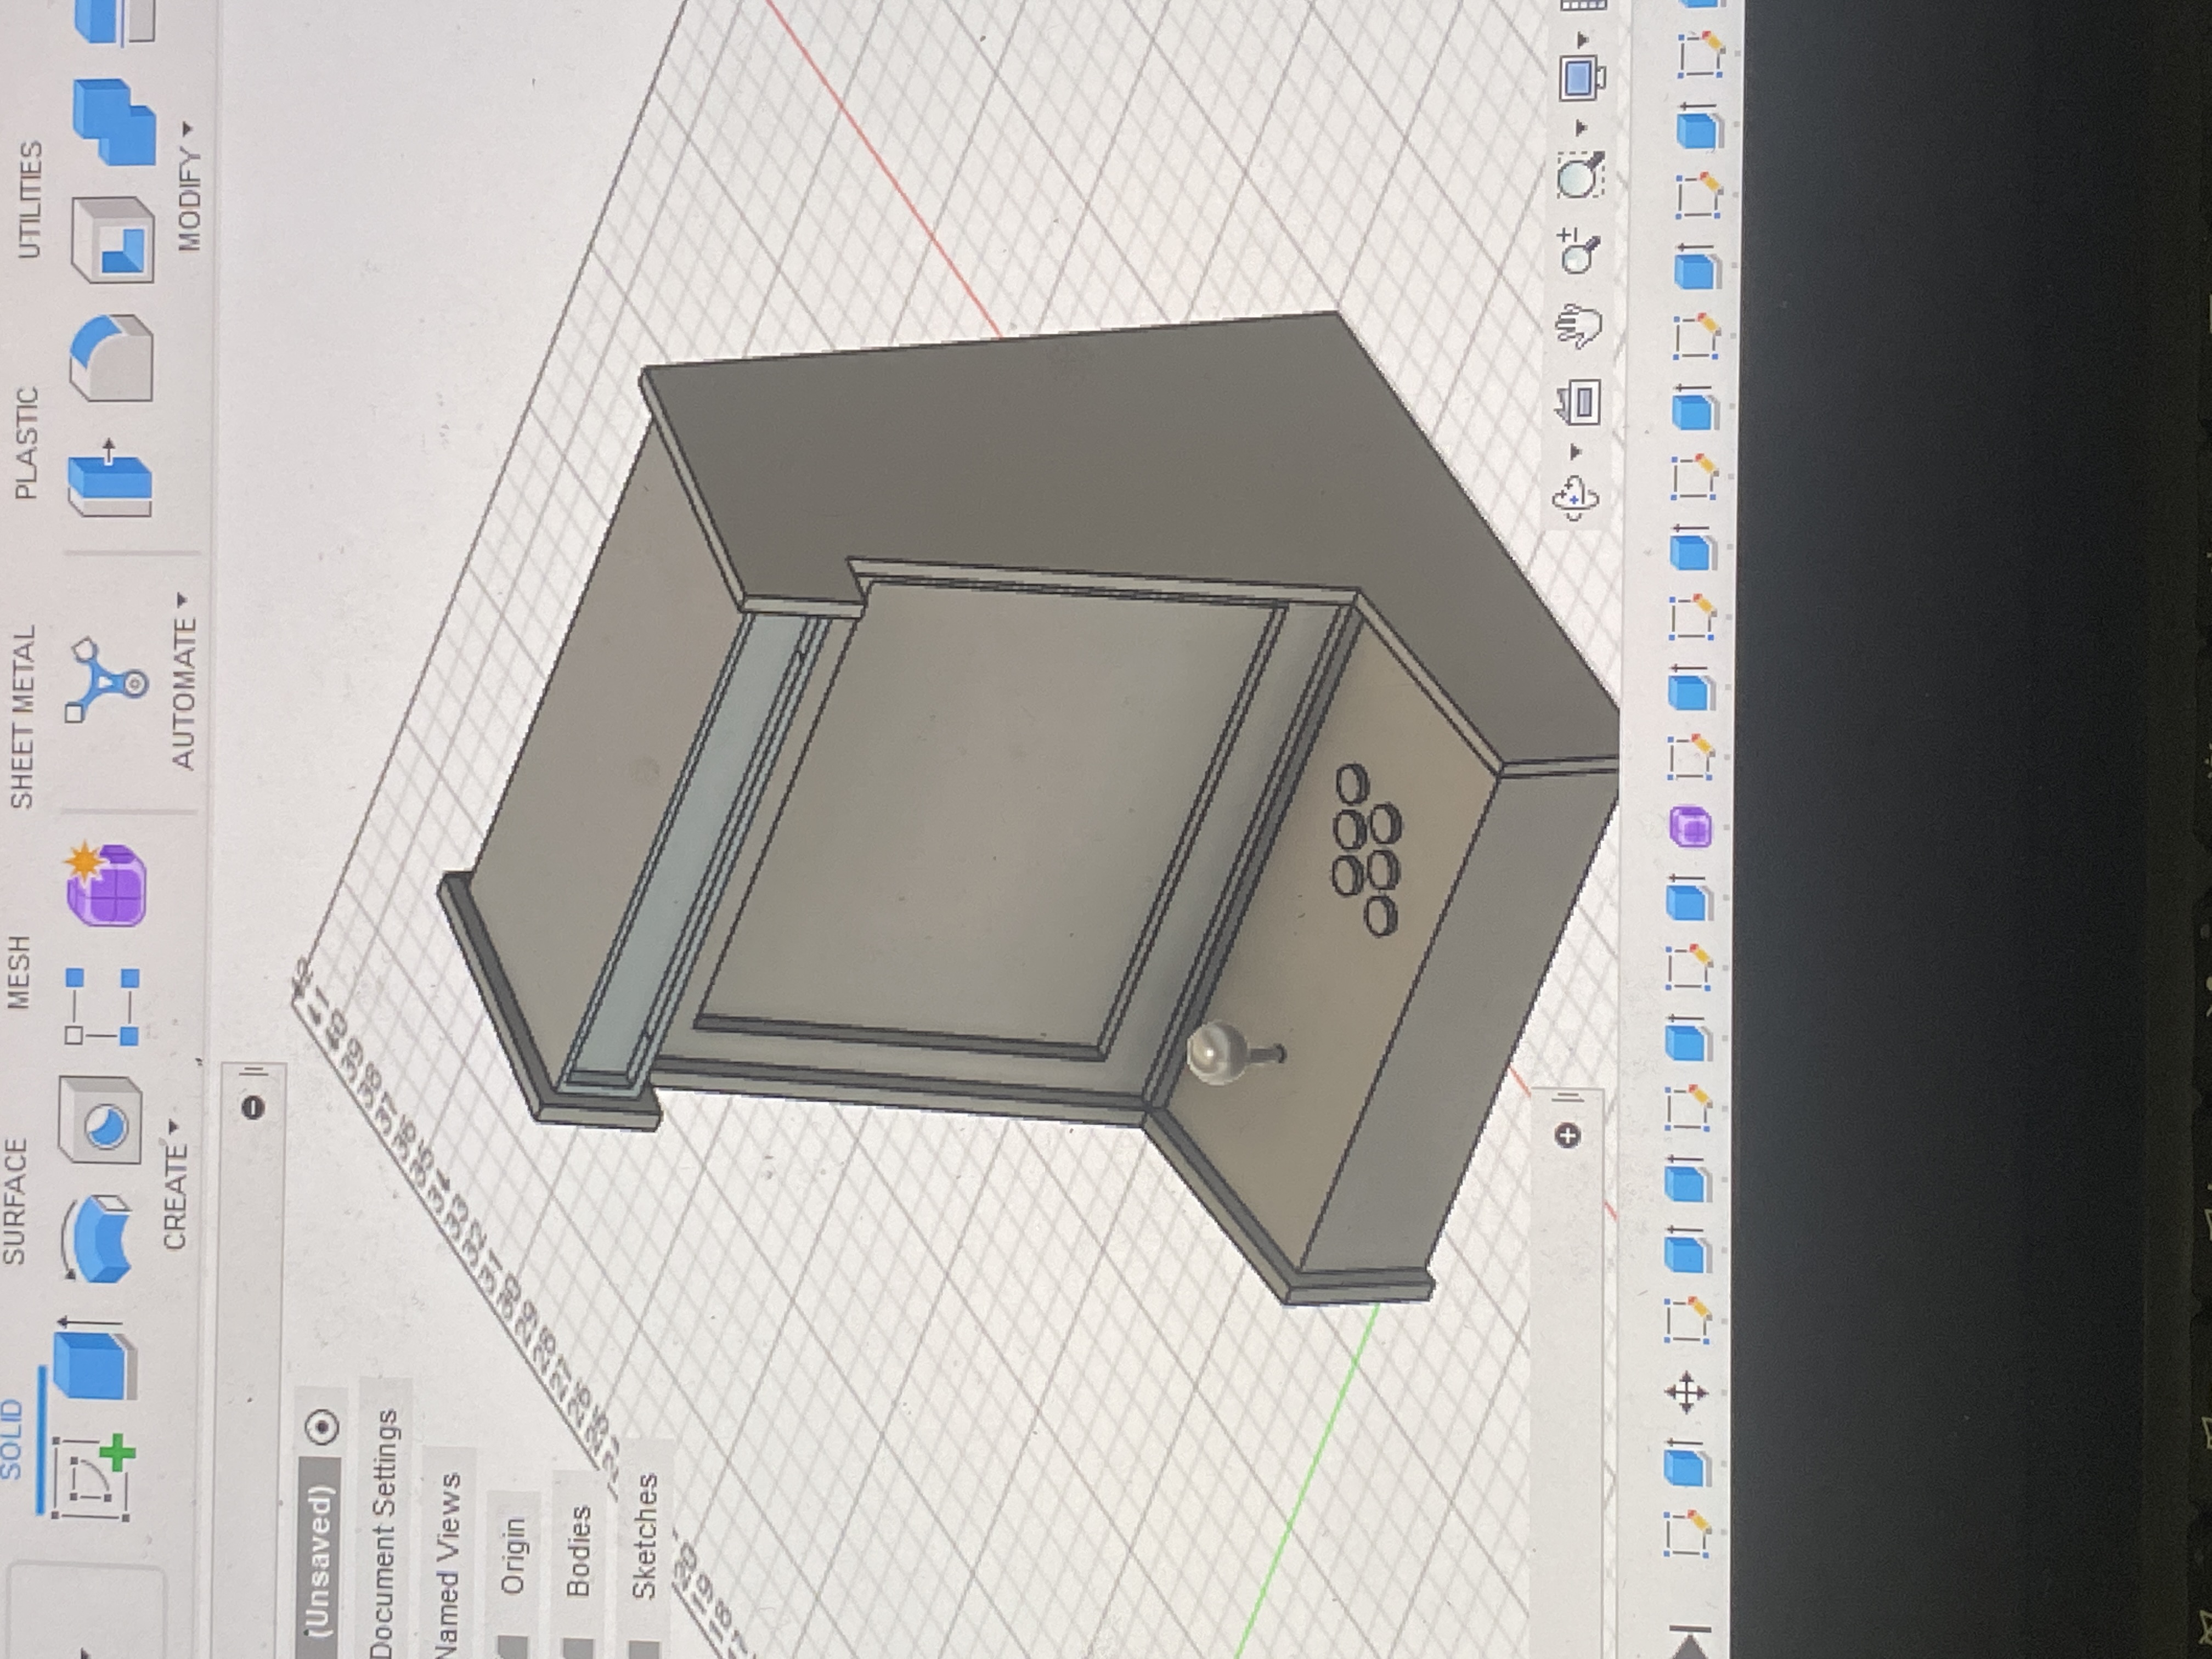 SOLID SURFACE MESH SHEET METAL PLASTIC UTILITIES
CREATE AUTOMATE MODIFY
(Unsaved)
Document Settings
Named Views
Origin
Bodies
Sketches